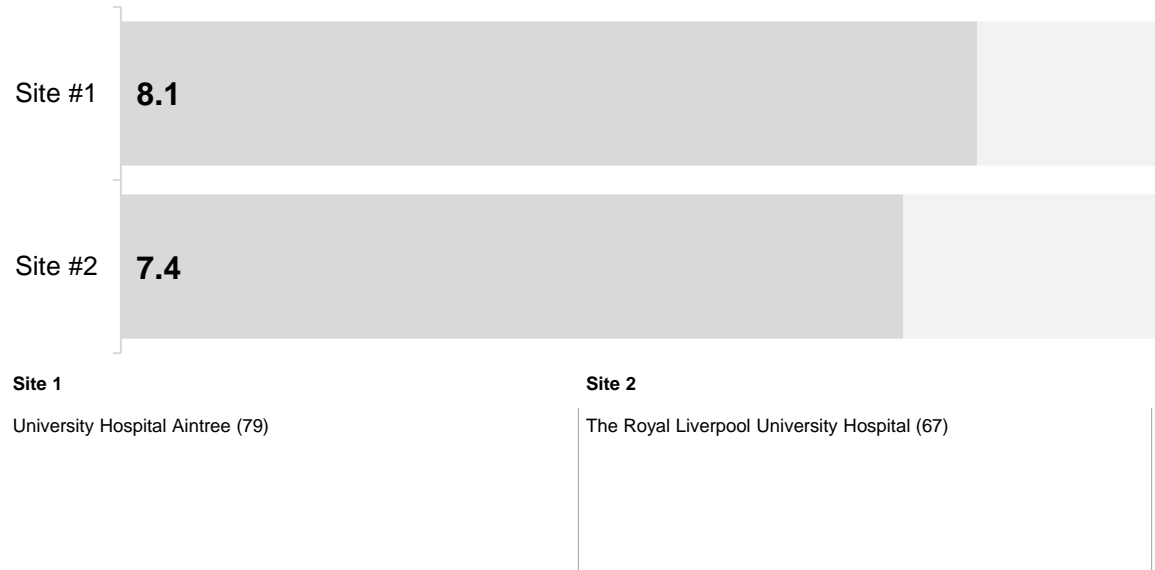 Site #1 8.1
Site #2 7.4
Site 1
University Hospital Aintree (79)
Site 2
The Royal Liverpool University Hospital (67)